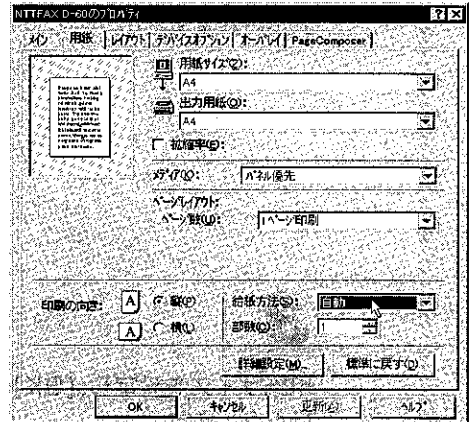 NTTFAX D-60のプロパティ
メイン 用紙 レイアウト デバイスオプション オーバレイ PageComposer
用紙サイズ(Z):
A4
出力用紙(O):
A4
拡縮率(E):
メディア(X): パネル優先
ページレイアウト:
ページ数(U): 1ページ印刷
印刷の向き: A 縦(P)
A 横(L)
給紙方法(S): 自動
部数(C): 1
詳細設定(M)... 標準に戻す(D)
OK キャンセル 更新(A) ヘルプ